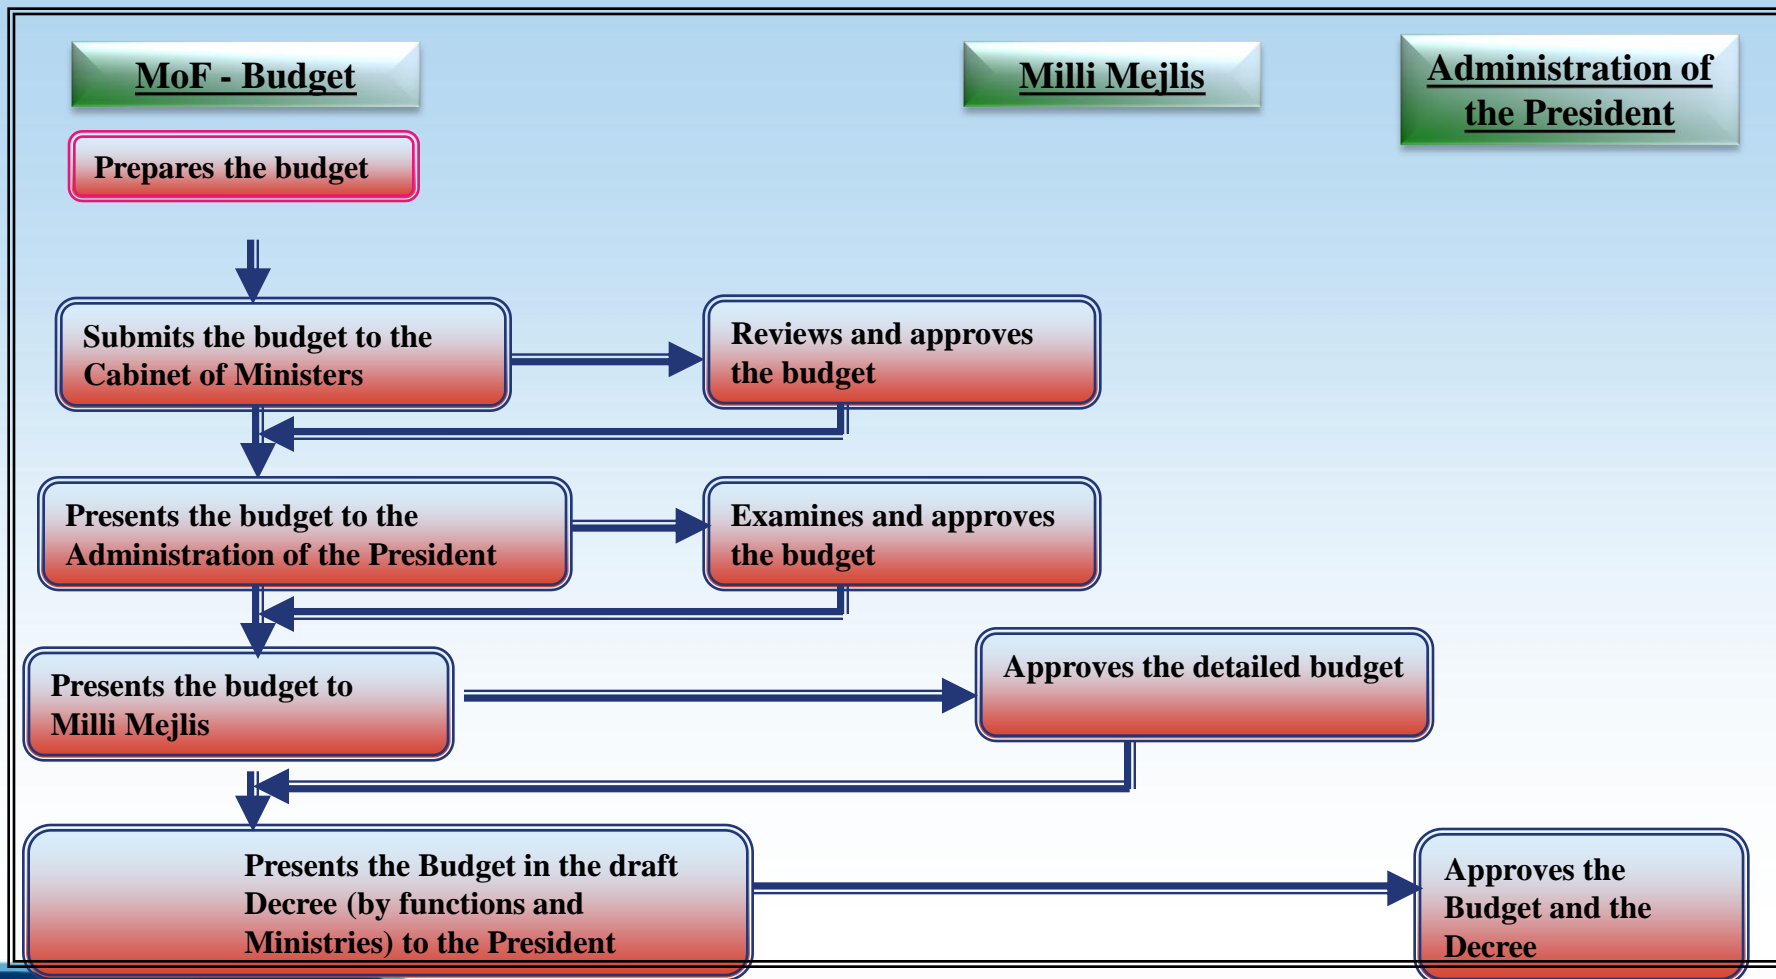 MoF - Budget
Milli Mejlis
Administration of
the President
Prepares the budget
Submits the budget to the
Cabinet of Ministers
Reviews and approves
the budget
Presents the budget to the
Administration of the President
Examines and approves
the budget
Presents the budget to
Milli Mejlis
Approves the detailed budget
Presents the Budget in the draft
Decree (by functions and
Ministries) to the President
Approves the
Budget and the
Decree